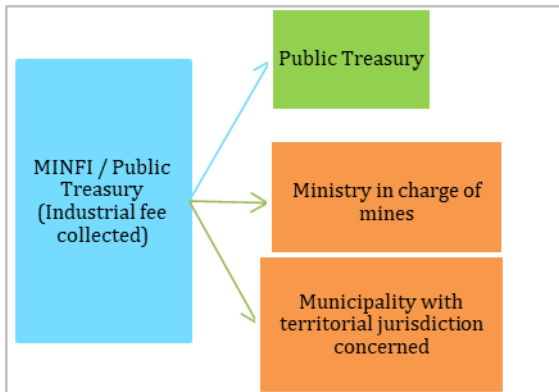 Public Treasury
MINFI / Public
Treasury
(Industrial fee
collected)
Ministry in charge of
mines
Municipality with
territorial jurisdiction
concerned